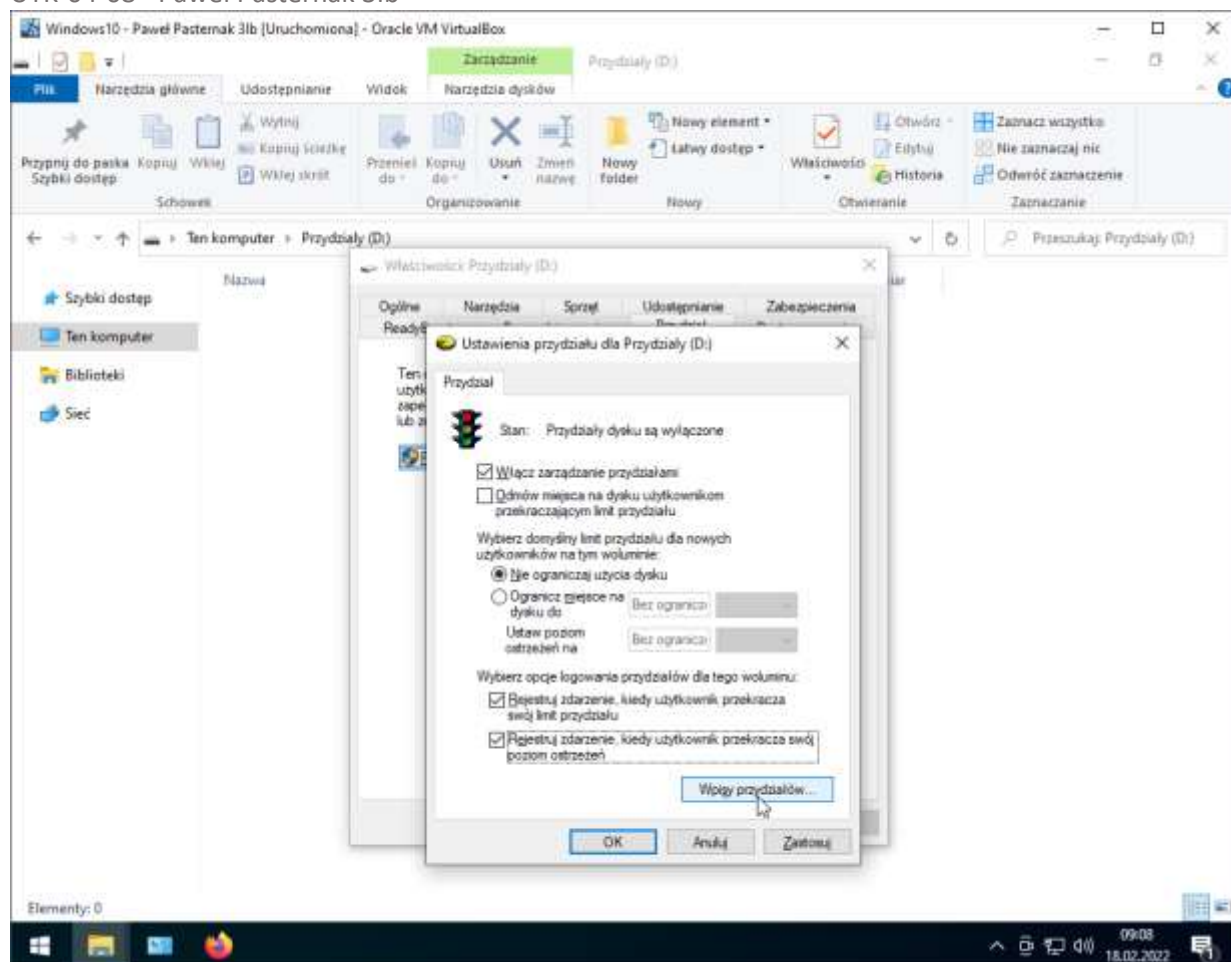 Windows10 - Paweł Pasternak 3lb [Uruchomiona] - Oracle VM VirtualBox
Zarządzanie
Przydziały (D:)
Plik Narzędzia główne Udostępnianie Widok Narzędzia dysków
Przypnij do paska Szybki dostęp
Kopiuj
Wklej
Wytnij
Kopiuj ścieżkę
Wklej skrót
Przenieś do
Kopiuj do
Usuń
Zmień nazwę
Nowy folder
Nowy element
Łatwy dostęp
Właściwości
Otwórz
Edytuj
Historia
Zaznacz wszystko
Nie zaznaczaj nic
Odwróć zaznaczenie
Schowek
Organizowanie
Nowy
Otwieranie
Zaznaczanie
Ten komputer Przydziały (D:)
Przeszukaj: Przydziały (D:)
Nazwa
Szybki dostęp
Ten komputer
Biblioteki
Sieć
Właściwości: Przydziały (D:)
Ogólne Narzędzia Sprzęt Udostępnianie Zabezpieczenia
Ustawienia przydziału dla Przydziały (D:)
Przydział
Stan: Przydziały dysku są wyłączone
Włącz zarządzanie przydziałami
Odmów miejsca na dysku użytkownikom
przekraczającym limit przydziału
Wybierz domyślny limit przydziału dla nowych
użytkowników na tym woluminie:
Nie ograniczaj użycia dysku
Ogranicz miejsce na
dysku do
Bez ogranicz
Ustaw poziom
ostrzeżeń na
Bez ogranicz
Wybierz opcje logowania przydziałów dla tego woluminu:
Rejestruj zdarzenie, kiedy użytkownik przekracza
swój limit przydziału
Rejestruj zdarzenie, kiedy użytkownik przekracza swój
poziom ostrzeżeń
Wpisy przydziałów...
OK Anuluj Zastosuj
Elementy: 0
09:08
18.02.2022